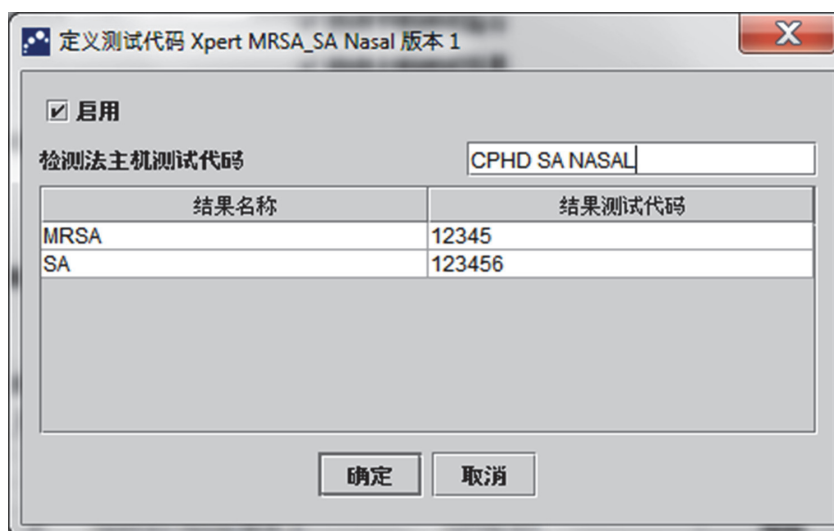 定义测试代码 Xpert MRSA_SA Nasal 版本 1
启用
检测法主机测试代码 CPHD SA NASAL
结果名称 结果测试代码
MRSA 12345
SA 123456
确定 取消